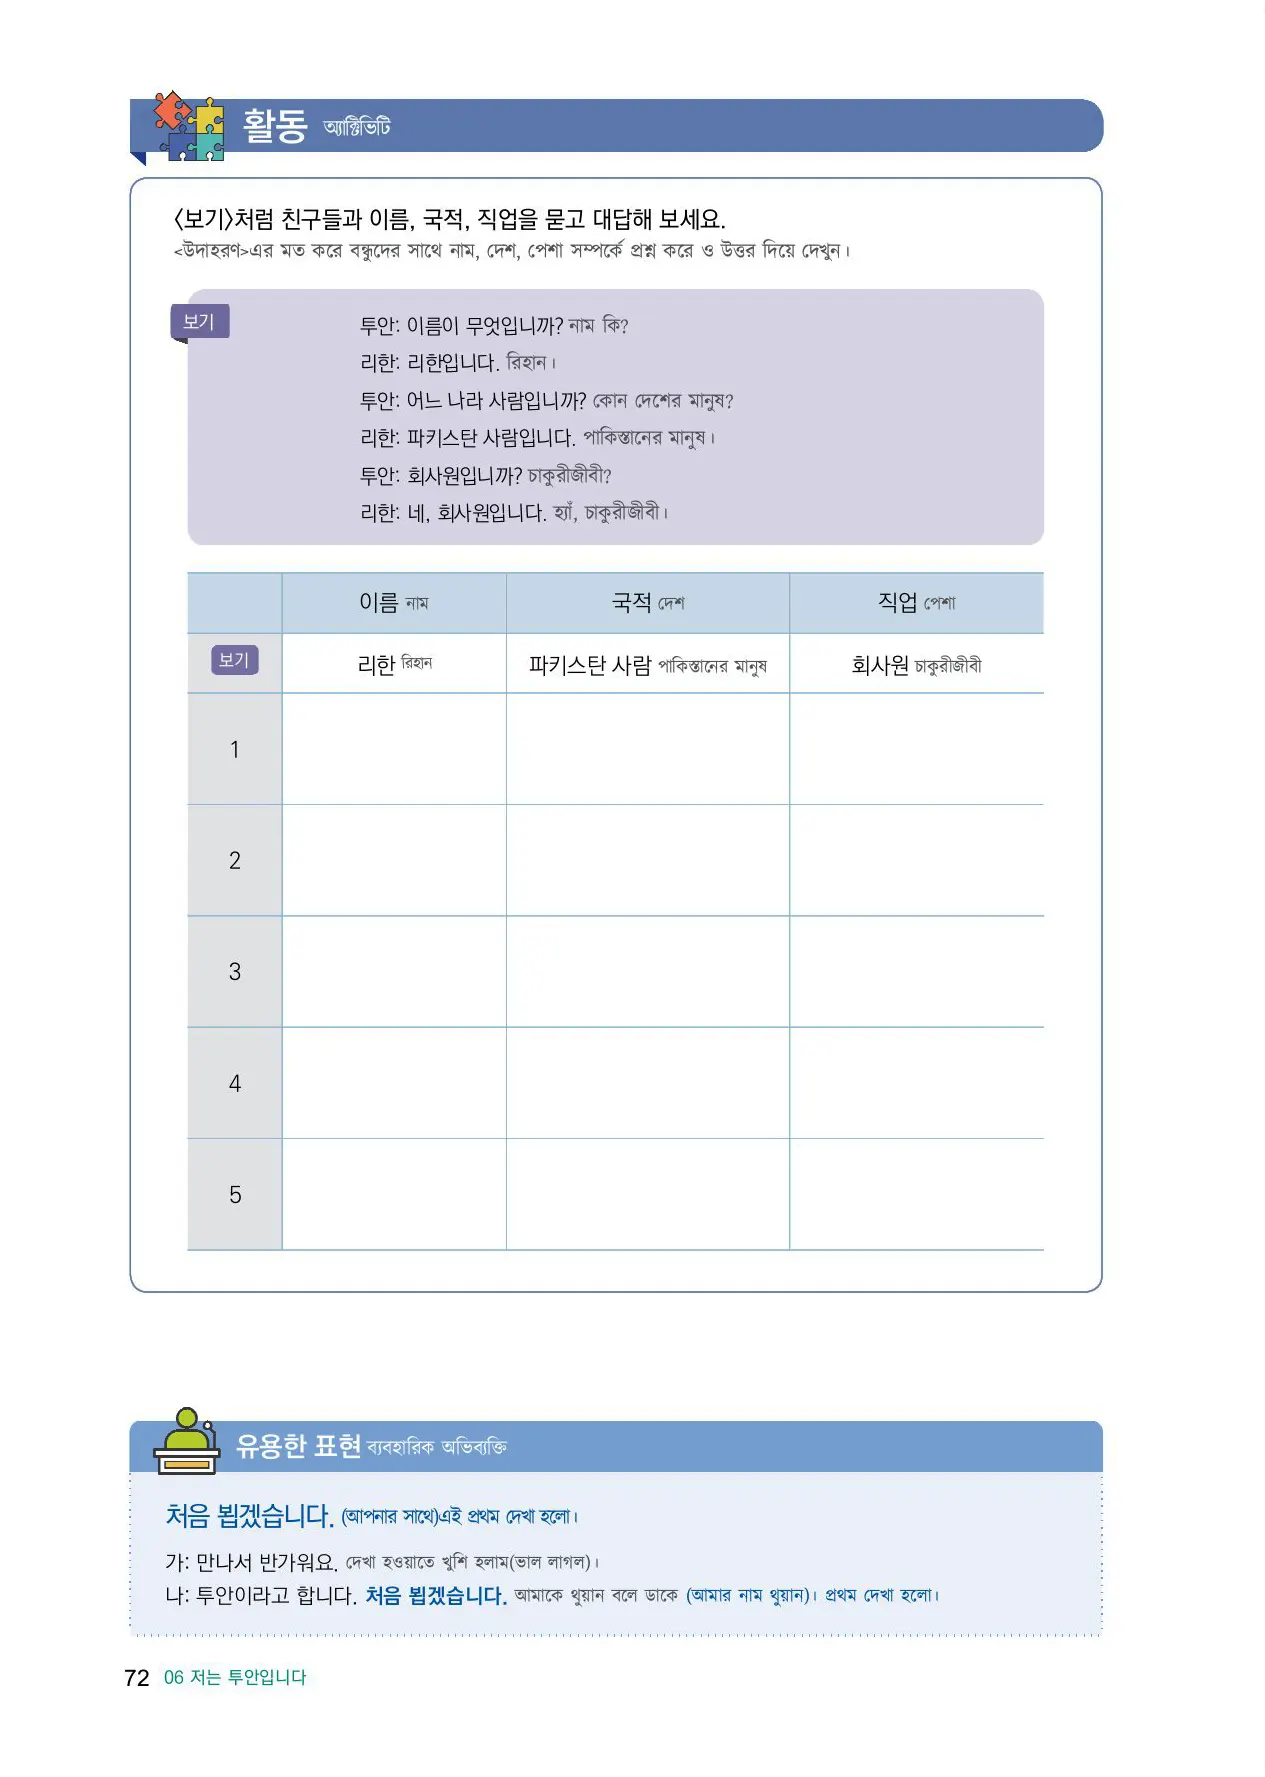 활동 অ্যাক্টিভিটি
<보기>처럼 친구들과 이름, 국적, 직업을 묻고 대답해 보세요.
<উদাহরণ>এর মত করে বন্ধুদের সাথে নাম, দেশ, পেশা সম্পর্কে প্রশ্ন করে ও উত্তর দিয়ে দেখুন।
보기
투안: 이름이 무엇입니까? নাম কি?
리한: 리한입니다. রিহান।
투안: 어느 나라 사람입니까? কোন দেশের মানুষ?
리한: 파키스탄 사람입니다. পাকিস্তানের মানুষ।
투안: 회사원입니까? চাকুরীজীবী?
리한: 네, 회사원입니다. হ্যাঁ, চাকুরীজীবী।
이름 নাম 국적 দেশ 직업 পেশা
보기 리한 রিহান 파키스탄 사람 পাকিস্তানের মানুষ 회사원 চাকুরীজীবী
1
2
3
4
5
유용한 표현 ব্যবহারিক অভিব্যক্তি
처음 뵙겠습니다. (আপনার সাথে)এই প্রথম দেখা হলো।
가: 만나서 반가워요. দেখা হওয়াতে খুশি হলাম(ভাল লাগল)।
나: 투안이라고 합니다. 처음 뵙겠습니다. আমাকে থুয়ান বলে ডাকে (আমার নাম থুয়ান)। প্রথম দেখা হলো।
72 06 저는 투안입니다